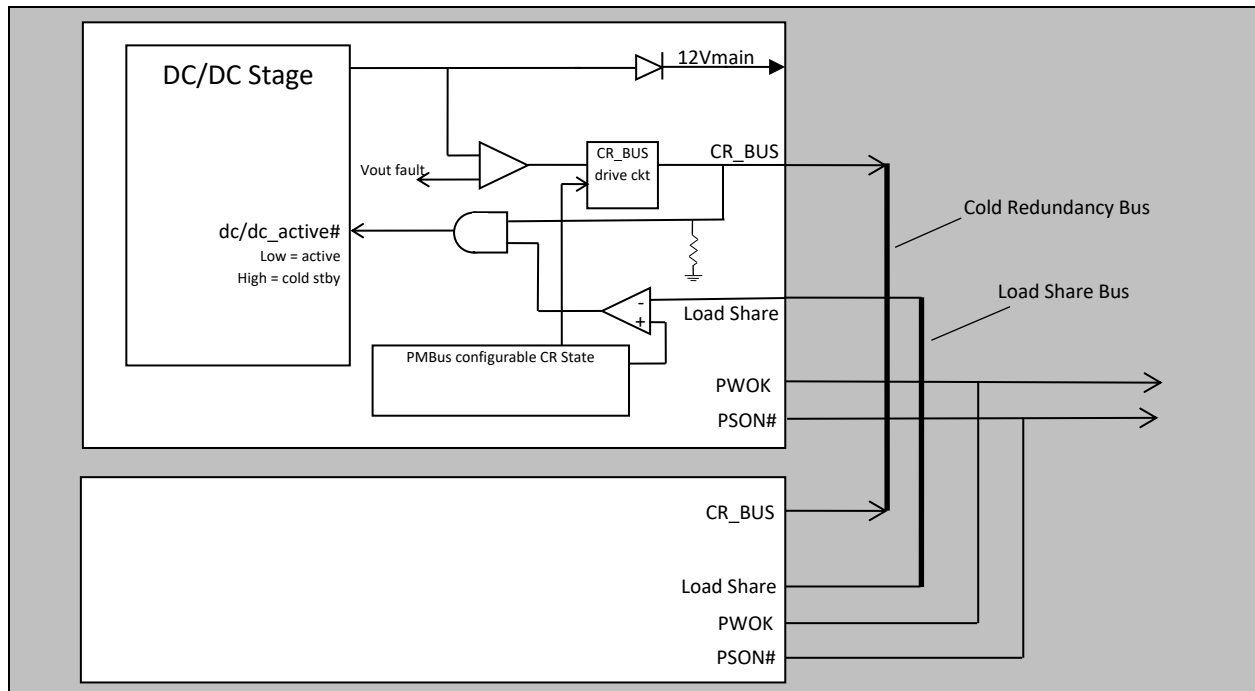 DC/DC Stage
12Vmain
CR_BUS
drive ckt
CR_BUS
Vout fault
Cold Redundancy Bus
dc/dc_active#
Low = active
High = cold stby
Load Share Bus
-
+
Load Share
PMBus configurable CR State
PWOK
PSON#
CR_BUS
Load Share
PWOK
PSON#